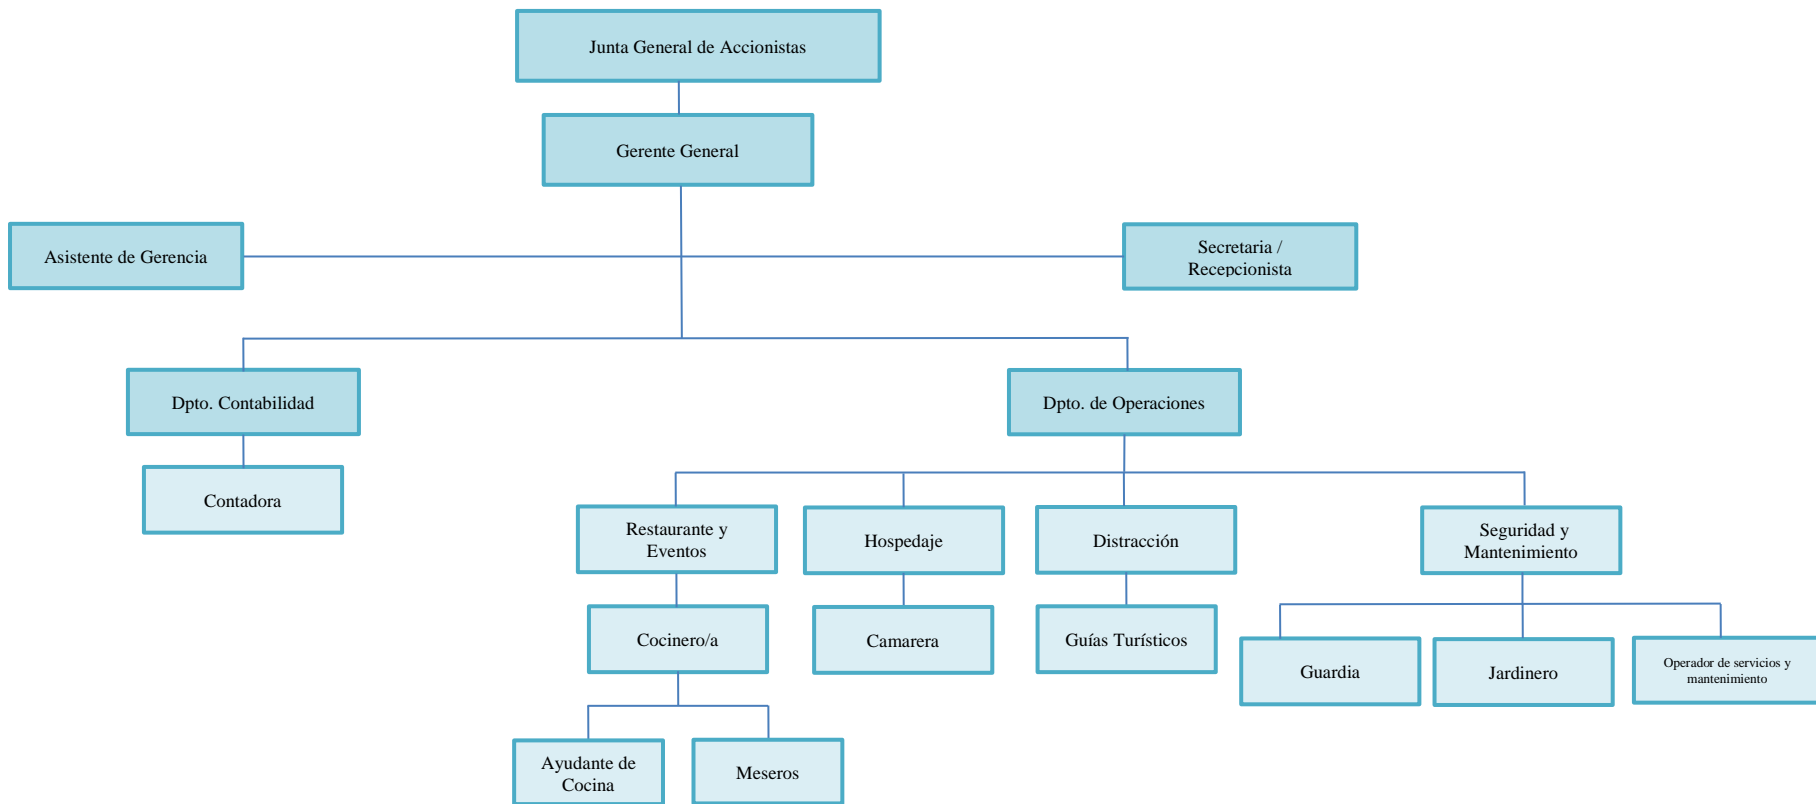 Junta General de Accionistas
Gerente General
Asistente de Gerencia
Secretaria /
Recepcionista
Dpto. Contabilidad
Dpto. de Operaciones
Contadora
Restaurante y
Eventos
Hospedaje
Distracción
Seguridad y
Mantenimiento
Cocinero/a
Camarera
Guías Turísticos
Guardia
Jardinero
Operador de servicios y
mantenimiento
Ayudante de
Cocina
Meseros